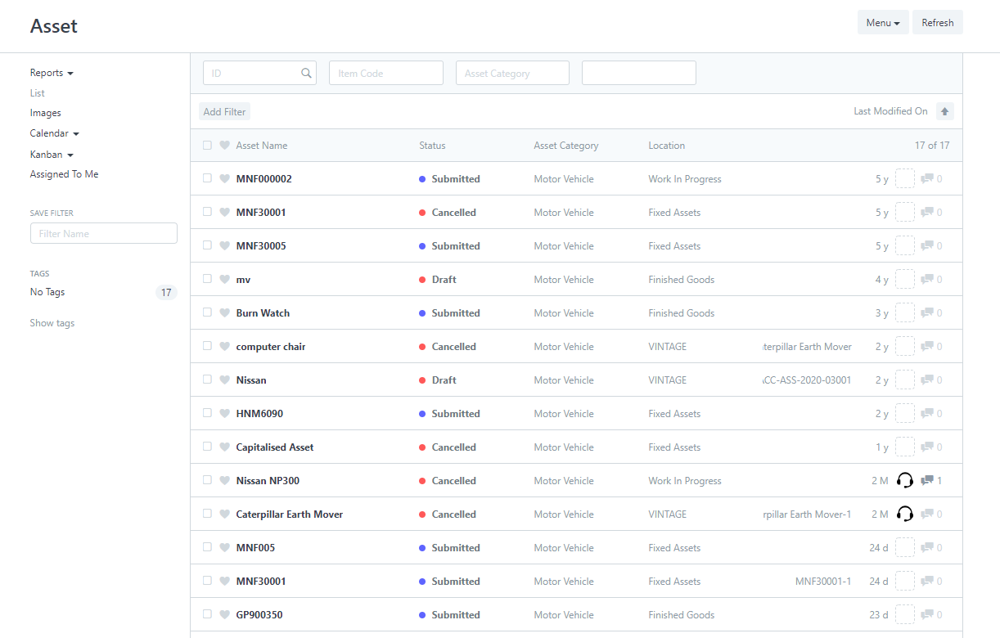 Asset
Menu
Refresh
Reports
List
Images
Calendar
Kanban
Assigned To Me
SAVE FILTER
Filter Name
TAGS
No Tags 17
Show tags
ID
Item Code
Asset Category
Add Filter
Last Modified On
Asset Name Status Asset Category Location 17 of 17
MNF000002 Submitted Motor Vehicle Work In Progress 5 y 0
MNF30001 Cancelled Motor Vehicle Fixed Assets 5 y 0
MNF30005 Submitted Motor Vehicle Fixed Assets 5 y 0
mv Draft Motor Vehicle Finished Goods 4 y 0
Burn Watch Submitted Motor Vehicle Finished Goods 3 y 0
computer chair Cancelled Motor Vehicle VINTAGE terpillar Earth Mover 2 y 0
Nissan Draft Motor Vehicle VINTAGE CC-ASS-2020-03001 2 y 0
HNM6090 Submitted Motor Vehicle Fixed Assets 2 y 0
Capitalised Asset Cancelled Motor Vehicle Fixed Assets 1 y 0
Nissan NP300 Cancelled Motor Vehicle Work In Progress 2 M 1
Caterpillar Earth Mover Cancelled Motor Vehicle VINTAGE rpillar Earth Mover-1 2 M 0
MNF005 Submitted Motor Vehicle Fixed Assets 24 d 0
MNF30001 Submitted Motor Vehicle Fixed Assets MNF30001-1 24 d 0
GP900350 Submitted Motor Vehicle Finished Goods 23 d 0